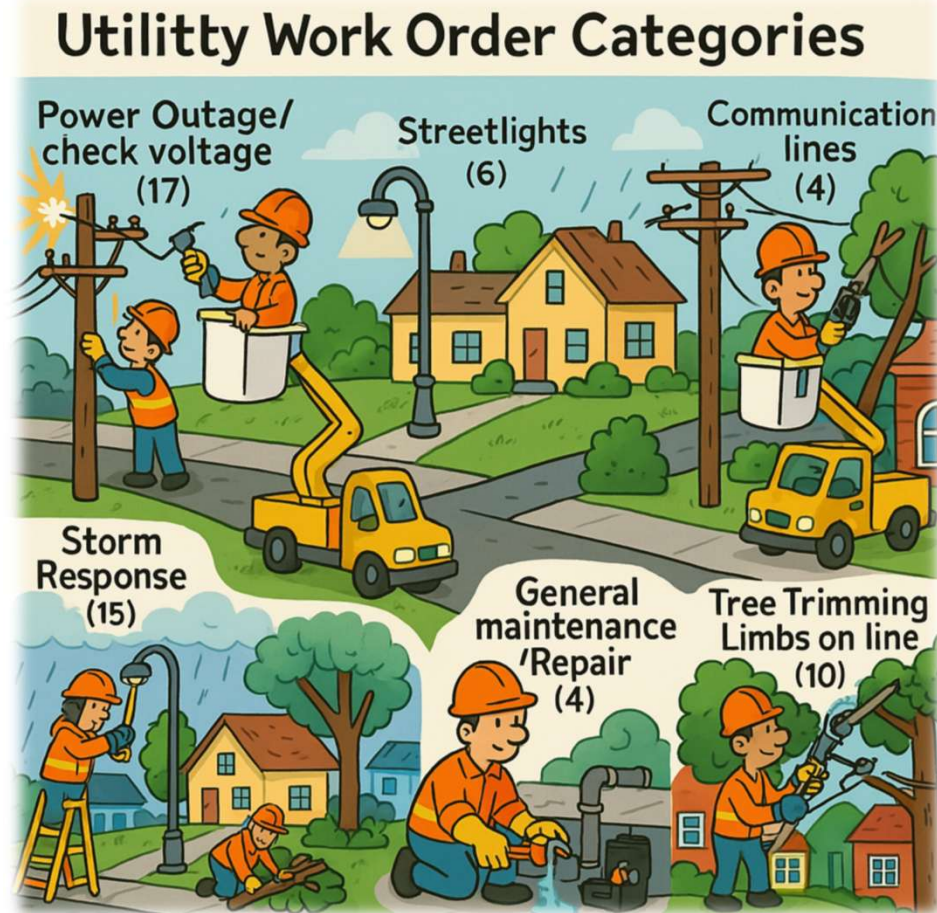 Utilitty Work Order Categories
Power Outage/
check voltage
(17)
Streetlights
(6)
Communication
lines
(4)
Storm
Response
(15)
General
maintenance
/Repair
(4)
Tree Trimming
Limbs on line
(10)